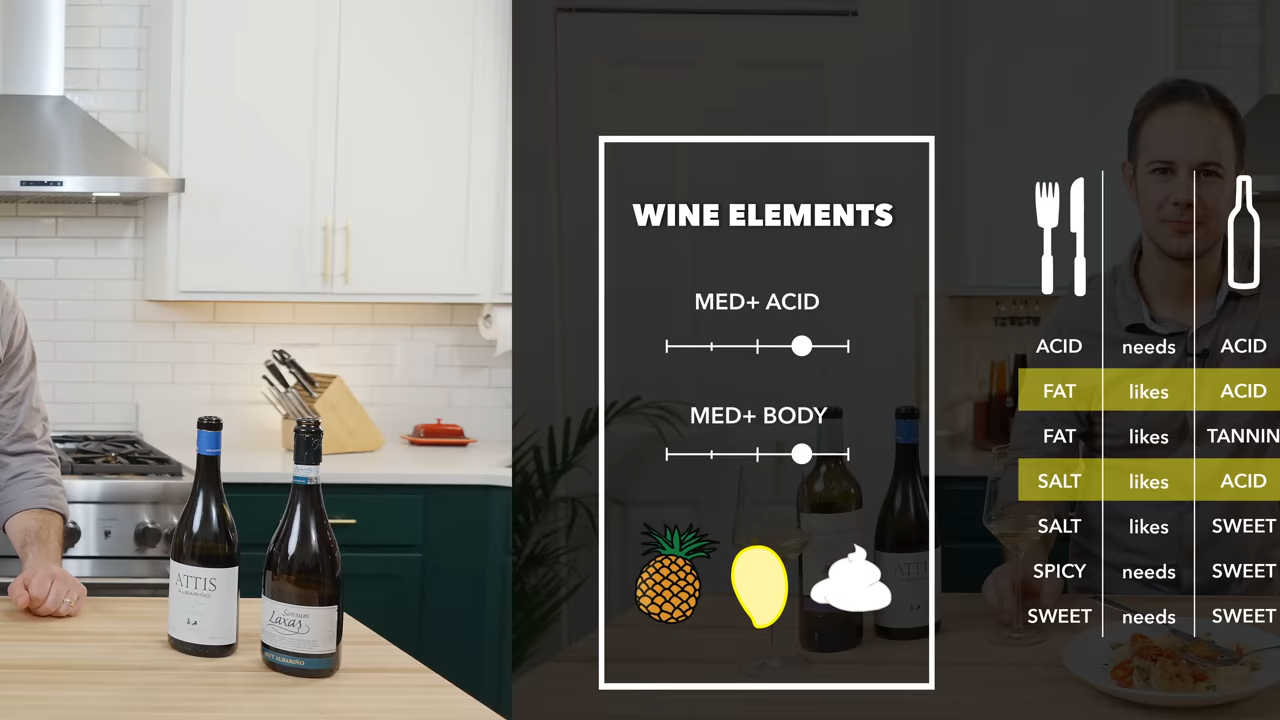 ATTIS
ALBARIÑO
Sensum
Laxas
BRUT ALBARIÑO
WINE ELEMENTS
MED+ ACID
MED+ BODY
ATTIS
ACID needs ACID
FAT likes ACID
FAT likes TANNIN
SALT likes ACID
SALT likes SWEET
SPICY needs SWEET
SWEET needs SWEET